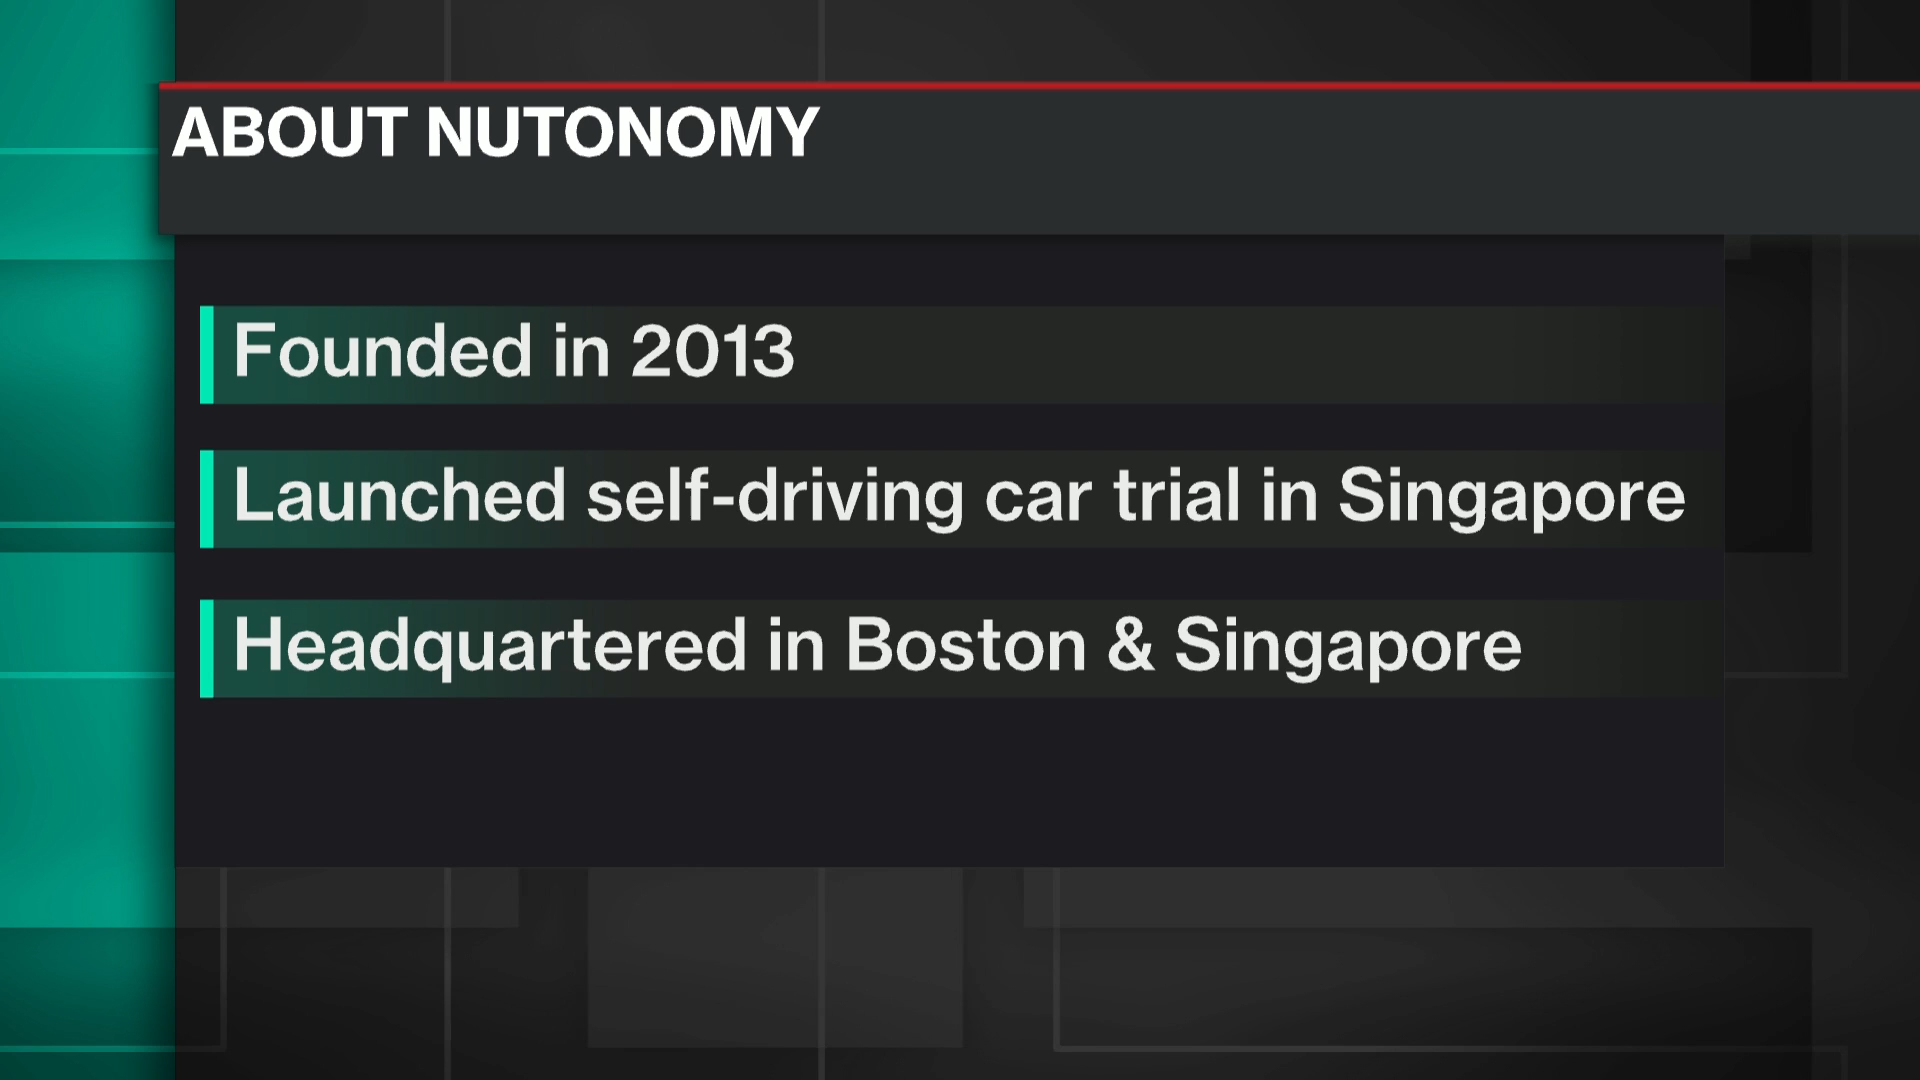 ABOUT NUTONOMY
Founded in 2013
Launched self-driving car trial in Singapore
Headquartered in Boston & Singapore